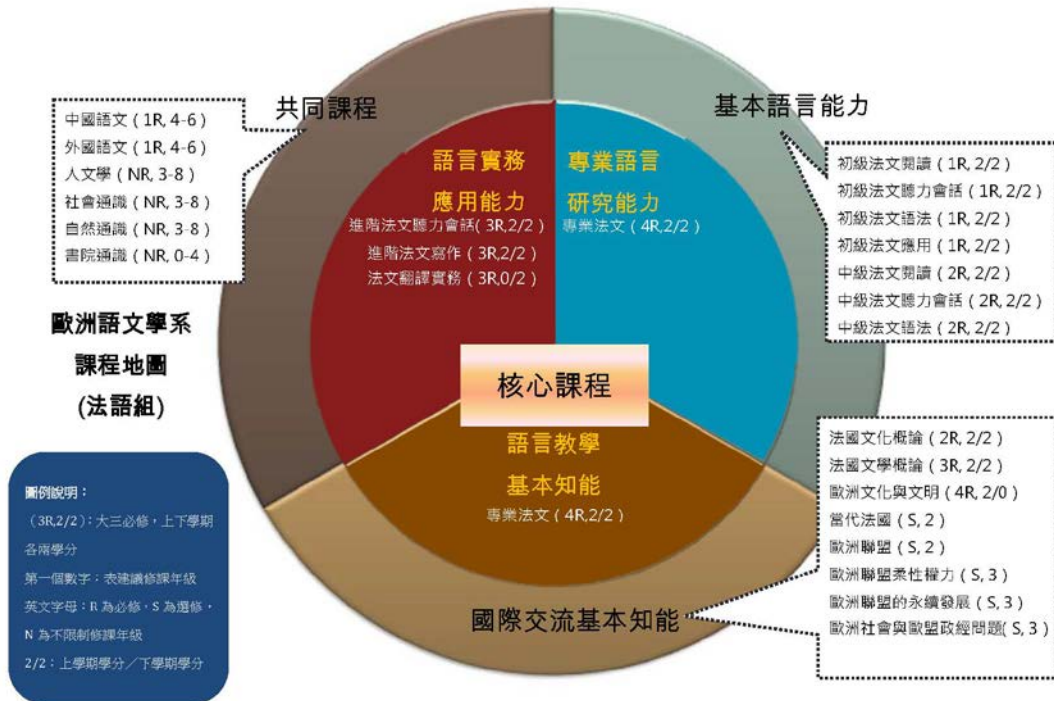 共同課程
中國語文 ( 1R, 4-6 )
外國語文 ( 1R, 4-6 )
人文學 ( NR, 3-8 )
社會通識 ( NR, 3-8 )
自然通識 ( NR, 3-8 )
書院通識 ( NR, 0-4 )
基本語言能力
初級法文閱讀 ( 1R, 2/2 )
初級法文聽力會話 ( 1R, 2/2 )
初級法文語法 ( 1R, 2/2 )
初級法文應用 ( 1R, 2/2 )
中級法文閱讀 ( 2R, 2/2 )
中級法文聽力會話 ( 2R, 2/2 )
中級法文語法 ( 2R, 2/2 )
語言實務
應用能力
進階法文聽力會話 ( 3R,2/2 )
進階法文寫作 ( 3R,2/2 )
法文翻譯實務 ( 3R,0/2 )
專業語言
研究能力
專業法文 ( 4R,2/2 )
歐洲語文學系
課程地圖
(法語組)
核心課程
語言教學
基本知能
專業法文 ( 4R,2/2 )
國際交流基本知能
法國文化概論 ( 2R, 2/2 )
法國文學概論 ( 3R, 2/2 )
歐洲文化與文明 ( 4R, 2/0 )
當代法國 ( S, 2 )
歐洲聯盟 ( S, 2 )
歐洲聯盟柔性權力 ( S, 3 )
歐洲聯盟的永續發展 ( S, 3 )
歐洲社會與歐盟政經問題( S, 3 )
圖例說明：
（3R,2/2）：大三必修，上下學期
各兩學分
第一個數字：表建議修課年級
英文字母：R 為必修，S 為選修，
N 為不限制修課年級
2/2：上學期學分／下學期學分